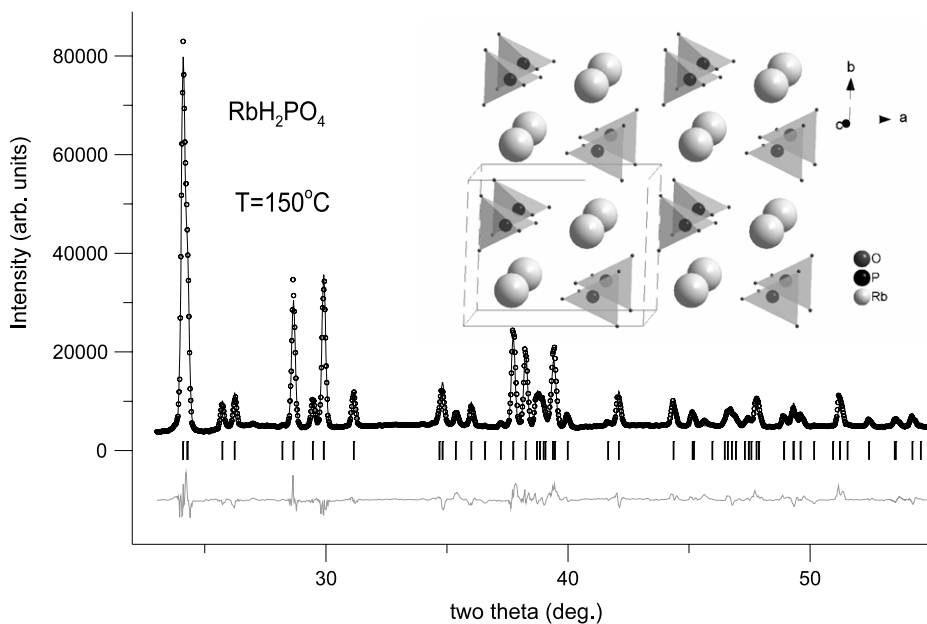 80000
60000
40000
20000
0
Intensity (arb. units)
RbH₂PO₄
T=150°C
b
c
a
O
P
Rb
30
40
50
two theta (deg.)